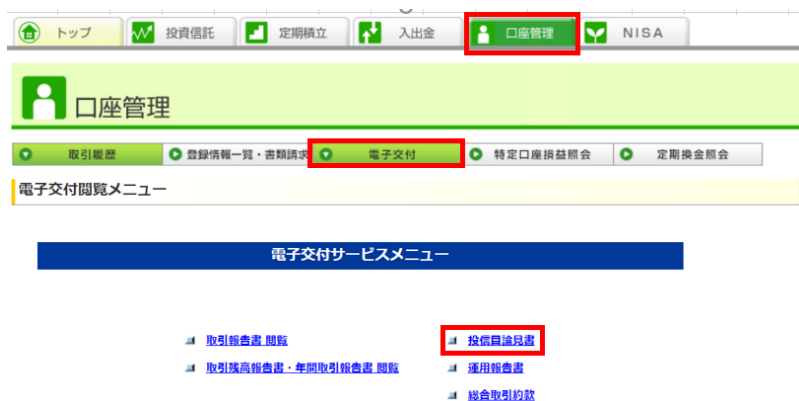 トップ 投資信託 定期積立 入出金 口座管理 NISA
口座管理
取引履歴 登録情報一覧・書類請求 電子交付 特定口座損益照会 定期換金照会
電子交付閲覧メニュー
電子交付サービスメニュー
取引報告書 閲覧 投信目論見書
取引残高報告書・年間取引報告書 閲覧 運用報告書
総合取引約款